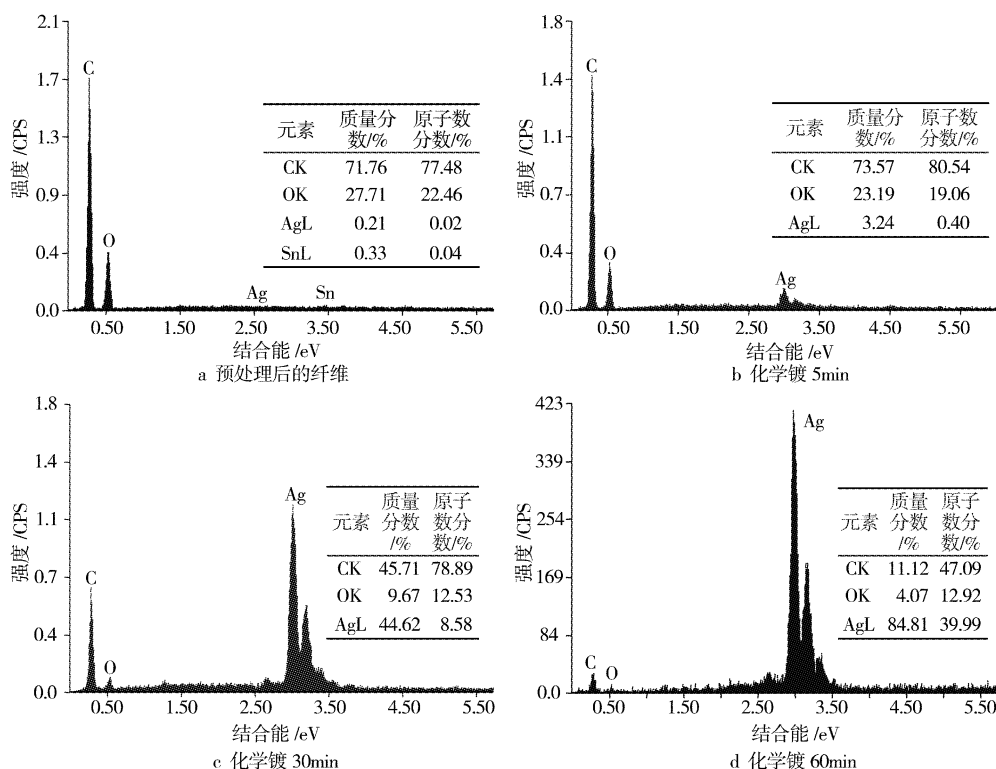 2.1
1.7
1.3
0.9
0.4
0.0
强度 /CPS
C
O
Ag
Sn
元素 质量分数/% 原子数分数/%
CK 71.76 77.48
OK 27.71 22.46
AgL 0.21 0.02
SnL 0.33 0.04
0.50 1.50 2.50 3.50 4.50 5.50
结合能 /eV
a 预处理后的纤维
1.8
1.4
1.1
0.7
0.4
0.0
强度 /CPS
C
O
Ag
元素 质量分数/% 原子数分数/%
CK 73.57 80.54
OK 23.19 19.06
AgL 3.24 0.40
0.50 1.50 2.50 3.50 4.50 5.50
结合能 /eV
b 化学镀 5min
1.8
1.4
1.1
0.7
0.4
0.0
强度 /CPS
C
O
Ag
元素 质量分数/% 原子数分数/%
CK 45.71 78.89
OK 9.67 12.53
AgL 44.62 8.58
0.50 1.50 2.50 3.50 4.50 5.50
结合能 /eV
c 化学镀 30min
423
339
254
169
84
0.0
强度 /CPS
C
O
Ag
元素 质量分数/% 原子数分数/%
CK 11.12 47.09
OK 4.07 12.92
AgL 84.81 39.99
0.50 1.50 2.50 3.50 4.50 5.50
结合能 /eV
d 化学镀 60min